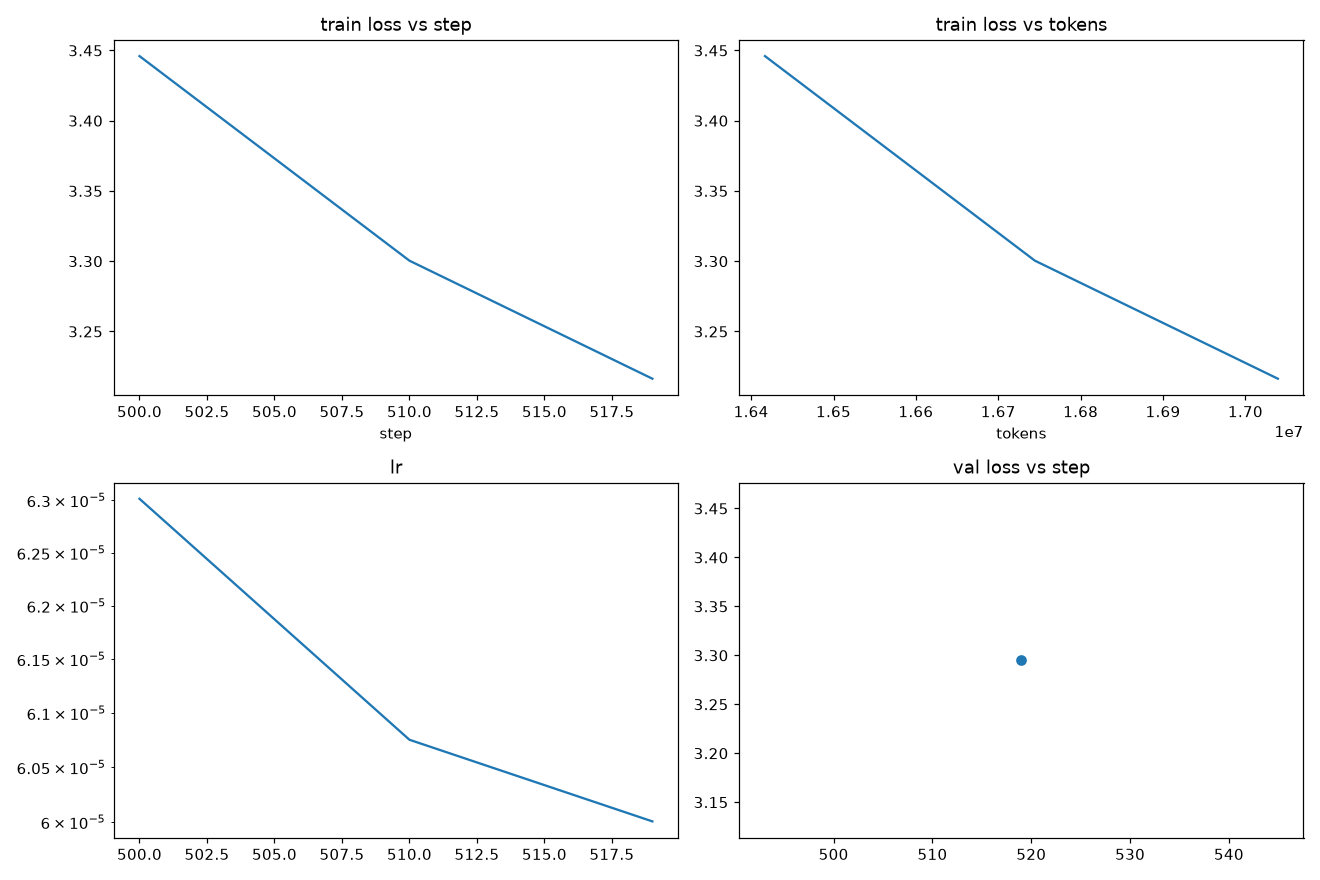 train loss vs step
3.45
3.40
3.35
3.30
3.25
500.0 502.5 505.0 507.5 510.0 512.5 515.0 517.5
step
train loss vs tokens
3.45
3.40
3.35
3.30
3.25
1.64 1.65 1.66 1.67 1.68 1.69 1.70
tokens
1e7
lr
6.3 × 10⁻⁵
6.25 × 10⁻⁵
6.2 × 10⁻⁵
6.15 × 10⁻⁵
6.1 × 10⁻⁵
6.05 × 10⁻⁵
6 × 10⁻⁵
500.0 502.5 505.0 507.5 510.0 512.5 515.0 517.5
val loss vs step
3.45
3.40
3.35
3.30
3.25
3.20
3.15
500 510 520 530 540